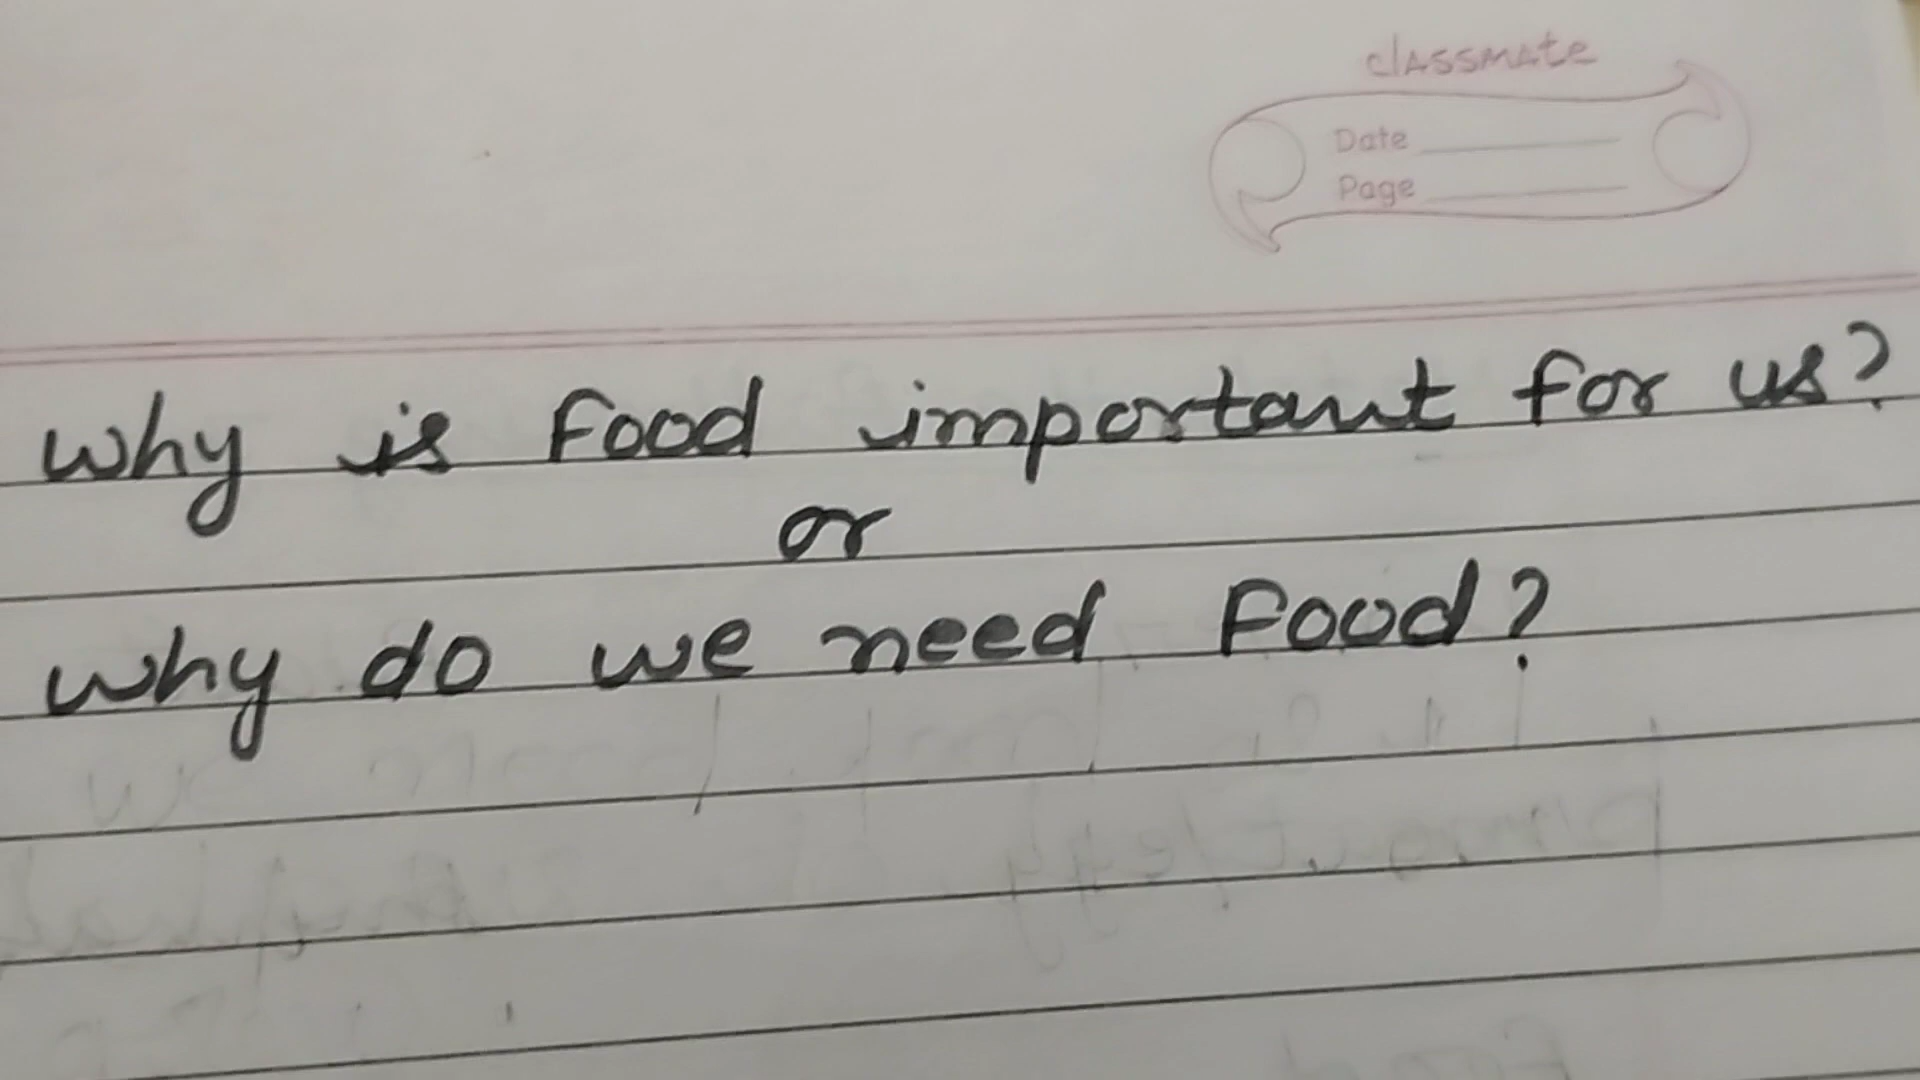 classmate
Date
Page
Why is Food important for us?
or
Why do we need Food?